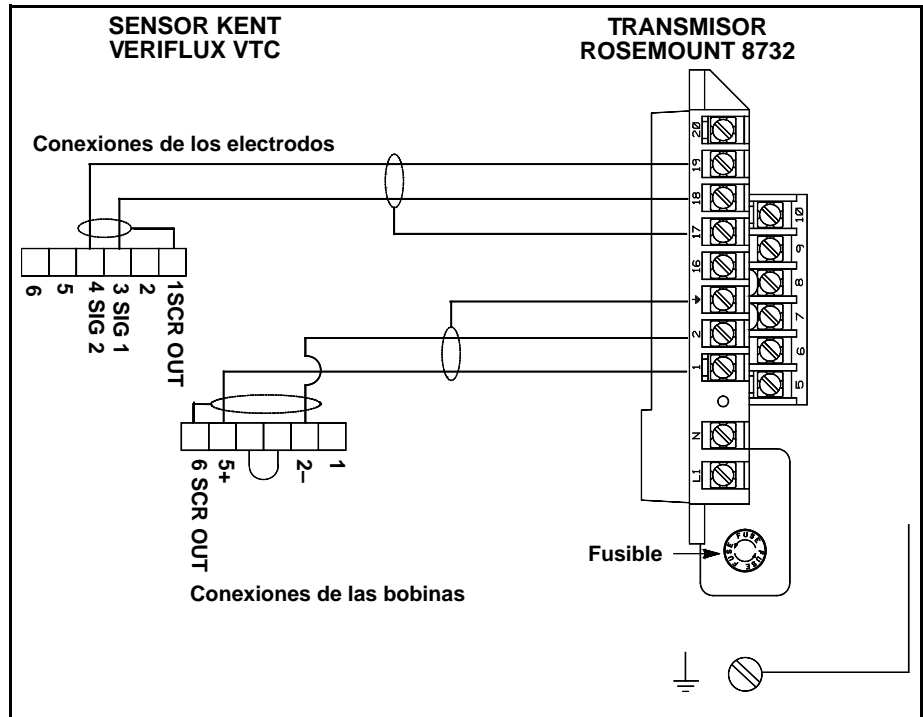 SENSOR KENT
VERIFLUX VTC
TRANSMISOR
ROSEMOUNT 8732
Conexiones de los electrodos
6
5
4 SIG 2
3 SIG 1
2
1SCR OUT
6 SCR OUT
5+
2–
1
Conexiones de las bobinas
20
19
18
17
16
2
1
N
L1
10
9
8
7
6
5
Fusible
FUSE FUSE FUSE